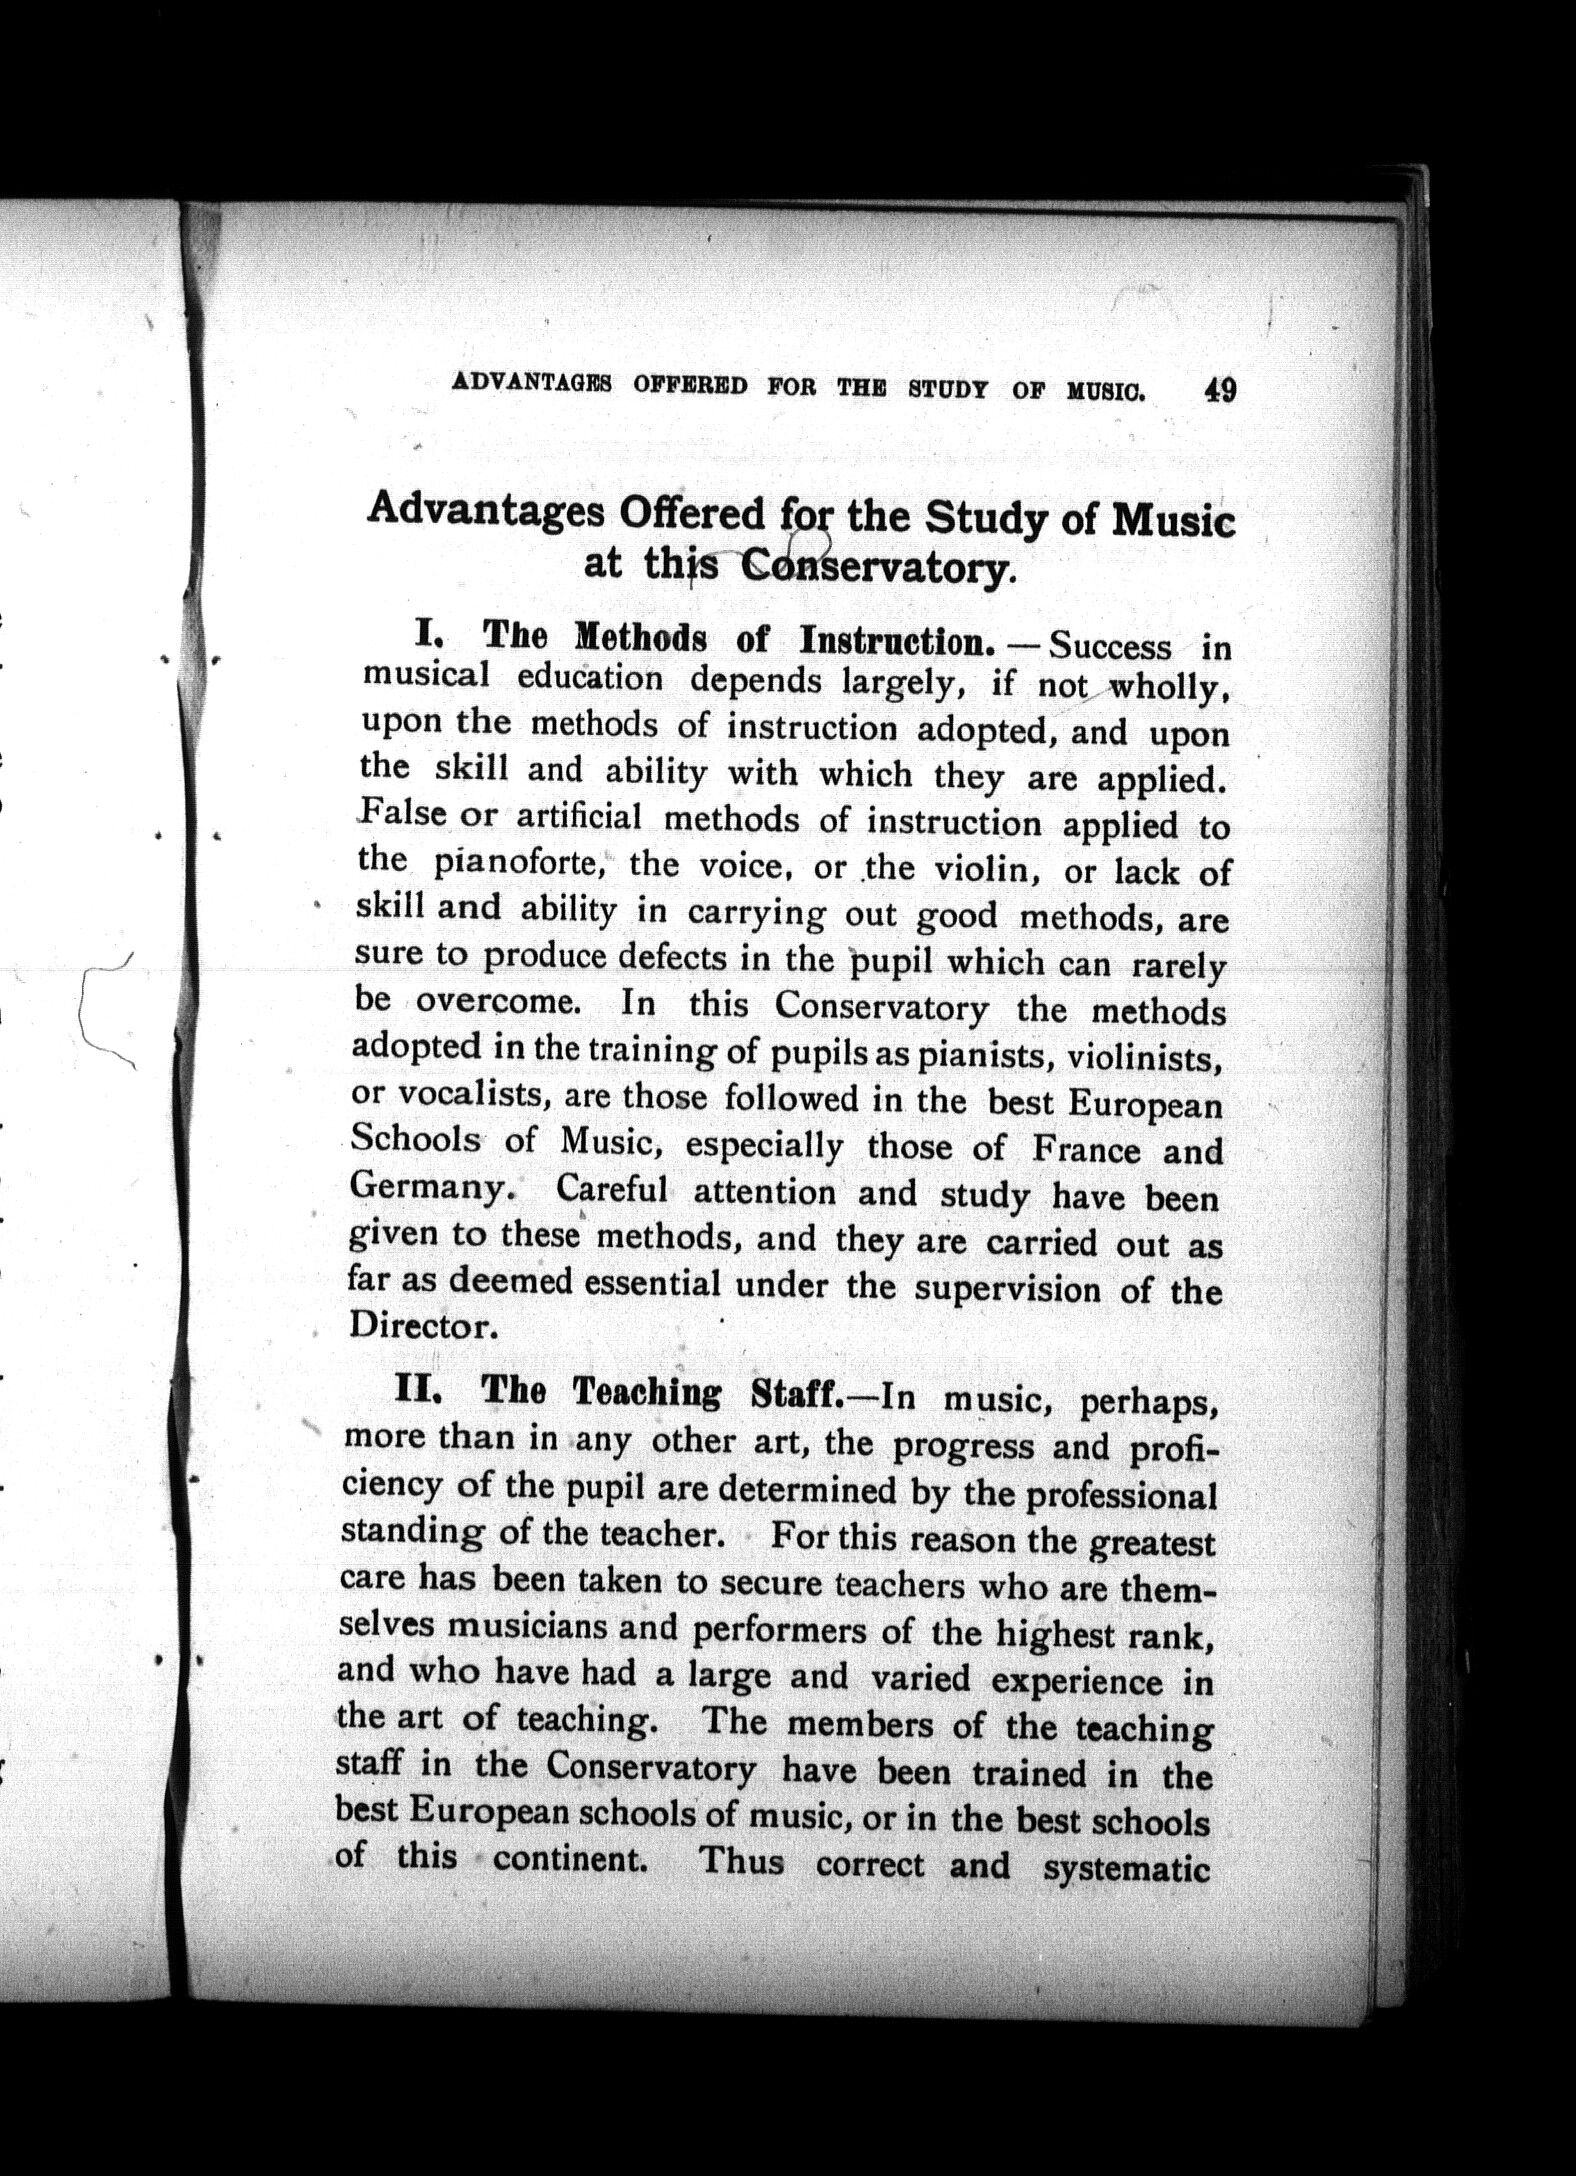 ADVANTAGES OFFERED FOR THE STUDY OF MUSIC. 49
Advantages Offered for the Study of Music
at this Conservatory.
I. The Methods of Instruction. — Success in
musical education depends largely, if not wholly,
upon the methods of instruction adopted, and upon
the skill and ability with which they are applied.
False or artificial methods of instruction applied to
the pianoforte, the voice, or the violin, or lack of
skill and ability in carrying out good methods, are
sure to produce defects in the pupil which can rarely
be overcome. In this Conservatory the methods
adopted in the training of pupils as pianists, violinists,
or vocalists, are those followed in the best European
Schools of Music, especially those of France and
Germany. Careful attention and study have been
given to these methods, and they are carried out as
far as deemed essential under the supervision of the
Director.
II. The Teaching Staff.—In music, perhaps,
more than in any other art, the progress and profi-
ciency of the pupil are determined by the professional
standing of the teacher. For this reason the greatest
care has been taken to secure teachers who are them-
selves musicians and performers of the highest rank,
and who have had a large and varied experience in
the art of teaching. The members of the teaching
staff in the Conservatory have been trained in the
best European schools of music, or in the best schools
of this continent. Thus correct and systematic